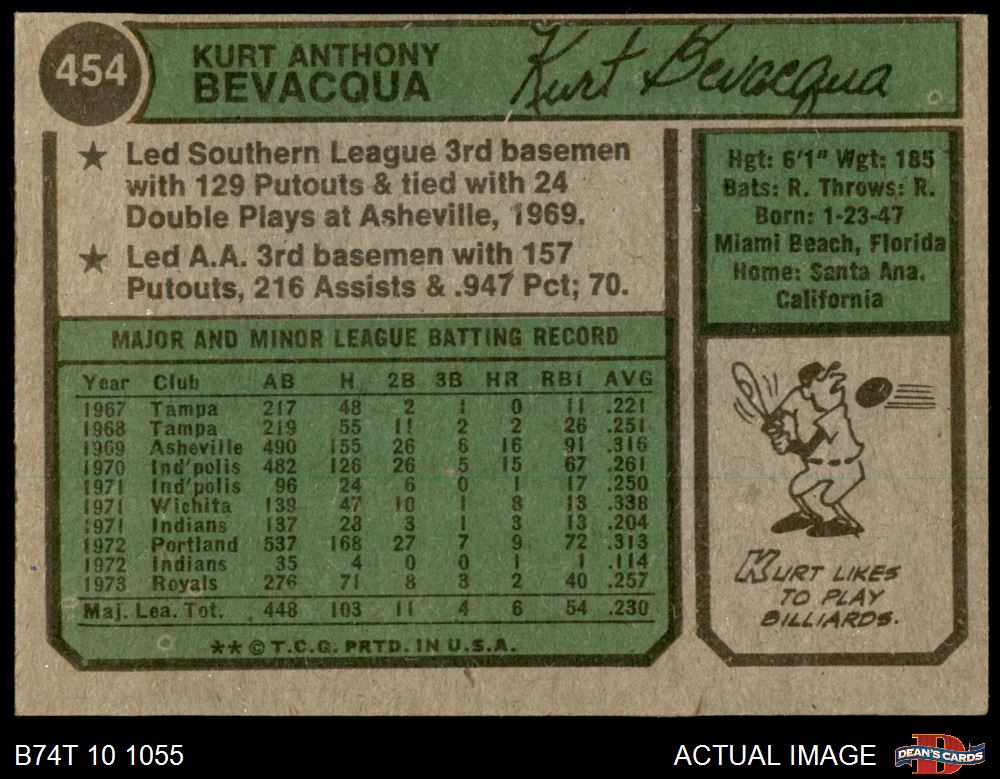 454
KURT ANTHONY
BEVACQUA
Kurt Bevacqua
★ Led Southern League 3rd basemen
with 129 Putouts & tied with 24
Double Plays at Asheville, 1969.
★ Led A.A. 3rd basemen with 157
Putouts, 216 Assists & .947 Pct; 70.
Hgt: 6'1" Wgt: 185
Bats: R. Throws: R.
Born: 1-23-47
Miami Beach, Florida
Home: Santa Ana.
California
MAJOR AND MINOR LEAGUE BATTING RECORD
Year Club AB H 2B 3B HR RBI AVG
1967 Tampa 217 48 2 1 0 11 .221
1968 Tampa 219 55 11 2 2 26 .251
1969 Asheville 490 155 26 6 16 91 .316
1970 Ind'polis 482 126 26 5 15 67 .261
1971 Ind'polis 96 24 6 0 1 17 .250
1971 Wichita 139 47 10 1 8 13 .338
1971 Indians 137 28 3 1 3 13 .204
1972 Portland 537 168 27 7 9 72 .313
1972 Indians 35 4 0 0 1 1 .114
1973 Royals 276 71 8 3 2 40 .257
Maj. Lea. Tot. 448 103 11 4 6 54 .230
**© T.C.G. PRTD. IN U.S.A.
KURT LIKES
TO PLAY
BILLIARDS.
B74T 10 1055
ACTUAL IMAGE
DEAN'S CARDS